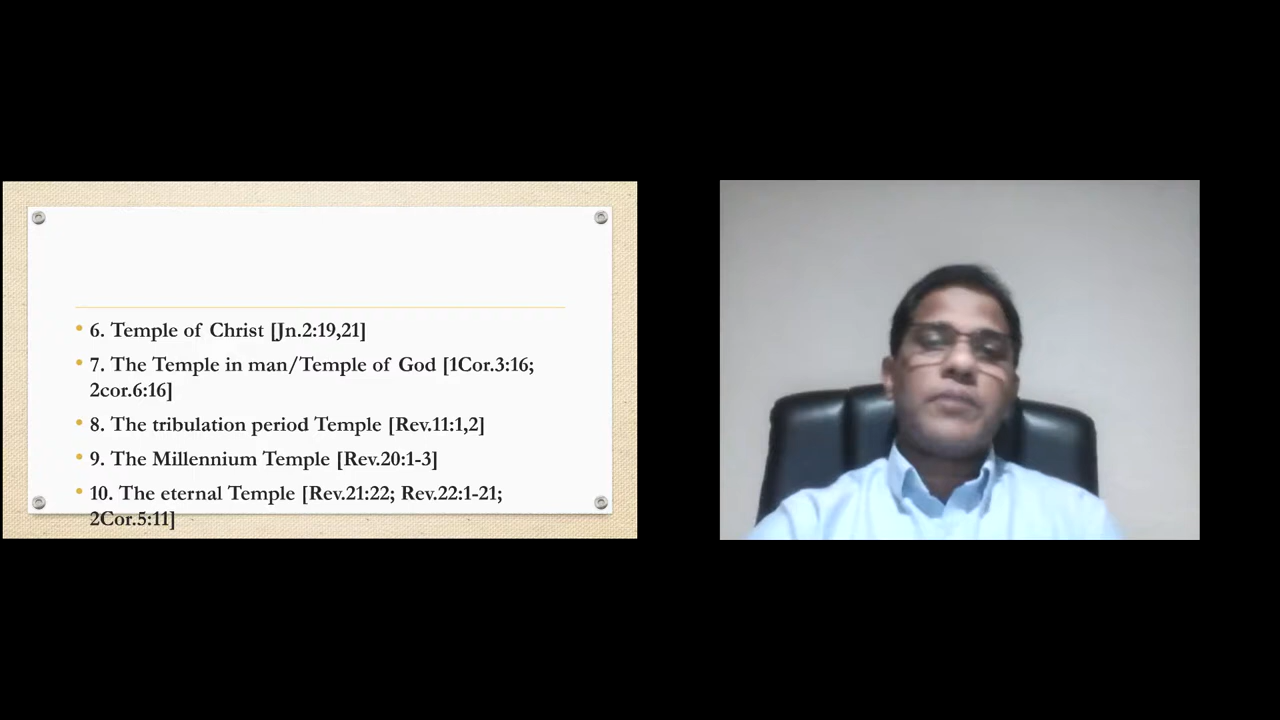 6. Temple of Christ [Jn.2:19,21]
7. The Temple in man/Temple of God [1Cor.3:16;
2cor.6:16]
8. The tribulation period Temple [Rev.11:1,2]
9. The Millennium Temple [Rev.20:1-3]
10. The eternal Temple [Rev.21:22; Rev.22:1-21;
2Cor.5:11]